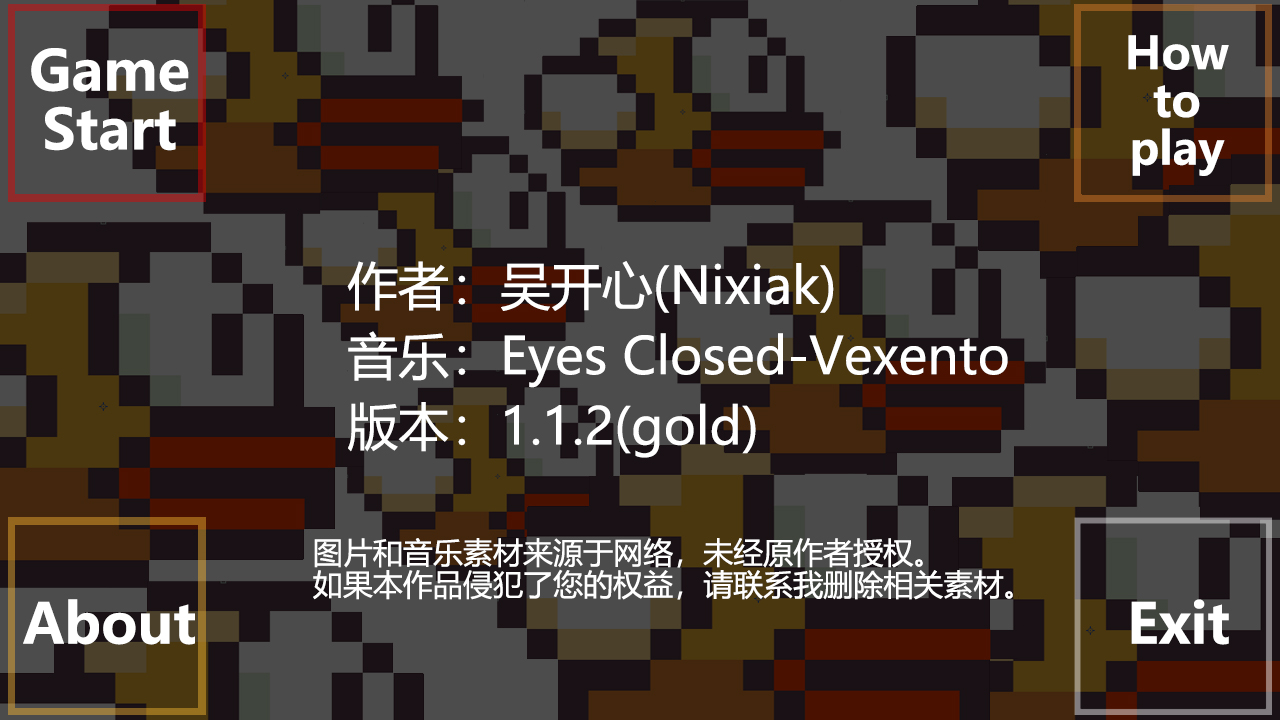 Game
Start
How
to
play
作者：吴开心(Nixiak)
音乐：Eyes Closed-Vexento
版本：1.1.2(gold)
图片和音乐素材来源于网络，未经原作者授权。
如果本作品侵犯了您的权益，请联系我删除相关素材。
About
Exit